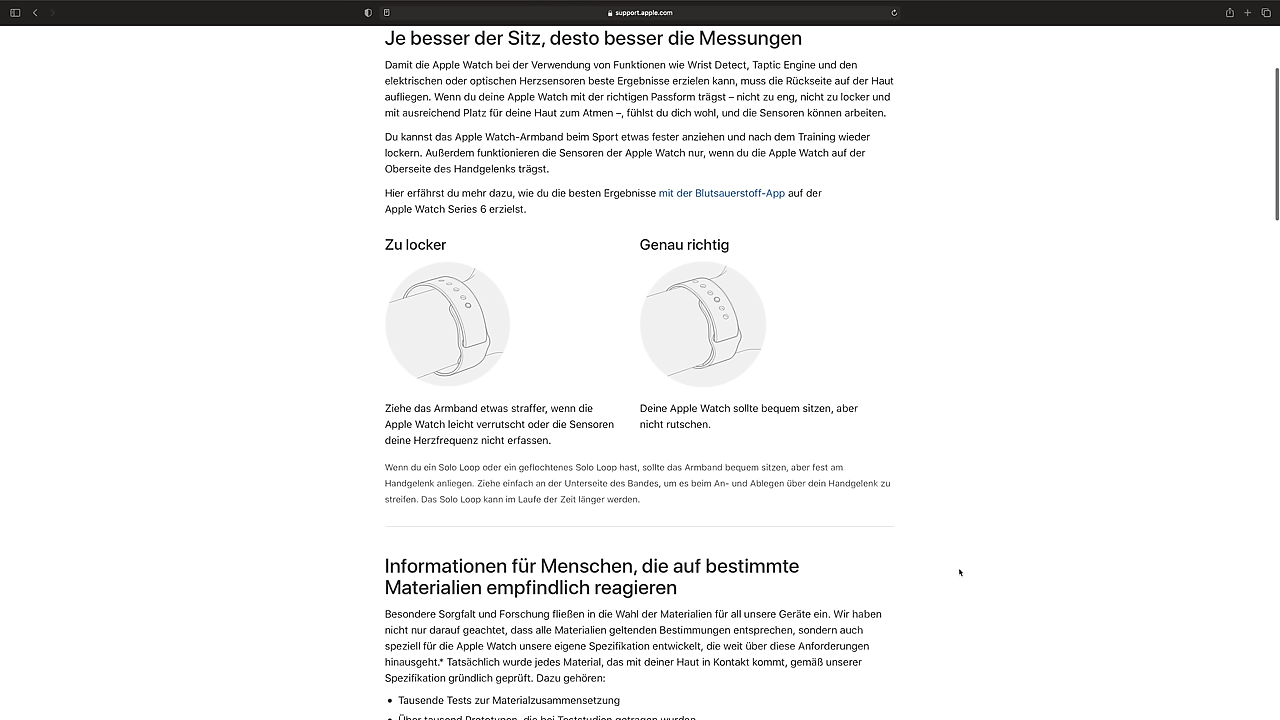 support.apple.com
Je besser der Sitz, desto besser die Messungen
Damit die Apple Watch bei der Verwendung von Funktionen wie Wrist Detect, Taptic Engine und den
elektrischen oder optischen Herzsensoren beste Ergebnisse erzielen kann, muss die Rückseite auf der Haut
aufliegen. Wenn du deine Apple Watch mit der richtigen Passform trägst – nicht zu eng, nicht zu locker und
mit ausreichend Platz für deine Haut zum Atmen –, fühlst du dich wohl, und die Sensoren können arbeiten.
Du kannst das Apple Watch-Armband beim Sport etwas fester anziehen und nach dem Training wieder
lockern. Außerdem funktionieren die Sensoren der Apple Watch nur, wenn du die Apple Watch auf der
Oberseite des Handgelenks trägst.
Hier erfährst du mehr dazu, wie du die besten Ergebnisse mit der Blutsauerstoff-App auf der
Apple Watch Series 6 erzielst.
Zu locker
Ziehe das Armband etwas straffer, wenn die
Apple Watch leicht verrutscht oder die Sensoren
deine Herzfrequenz nicht erfassen.
Genau richtig
Deine Apple Watch sollte bequem sitzen, aber
nicht rutschen.
Wenn du ein Solo Loop oder ein geflochtenes Solo Loop hast, sollte das Armband bequem sitzen, aber fest am
Handgelenk anliegen. Ziehe einfach an der Unterseite des Bandes, um es beim An- und Ablegen über dein Handgelenk zu
streifen. Das Solo Loop kann im Laufe der Zeit länger werden.
Informationen für Menschen, die auf bestimmte
Materialien empfindlich reagieren
Besondere Sorgfalt und Forschung fließen in die Wahl der Materialien für all unsere Geräte ein. Wir haben
nicht nur darauf geachtet, dass alle Materialien geltenden Bestimmungen entsprechen, sondern auch
speziell für die Apple Watch unsere eigene Spezifikation entwickelt, die weit über diese Anforderungen
hinausgeht.* Tatsächlich wurde jedes Material, das mit deiner Haut in Kontakt kommt, gemäß unserer
Spezifikation gründlich geprüft. Dazu gehören:
• Tausende Tests zur Materialzusammensetzung
• Über tausend Prototypen, die bei Teststudien getragen wurden